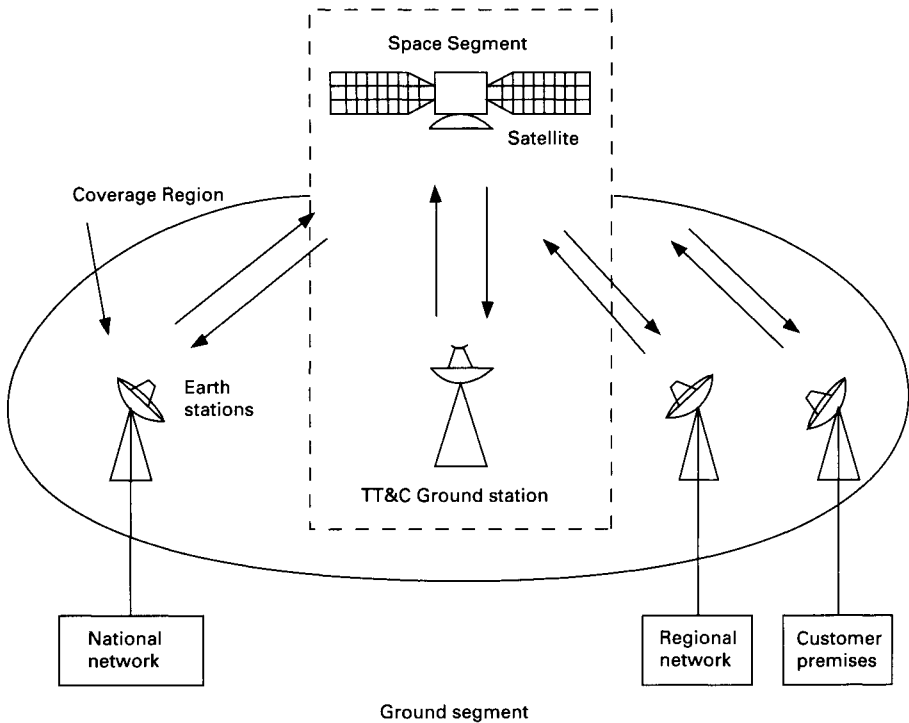 Space Segment
Satellite
Coverage Region
Earth
stations
TT&C Ground station
National
network
Regional
network
Customer
premises
Ground segment